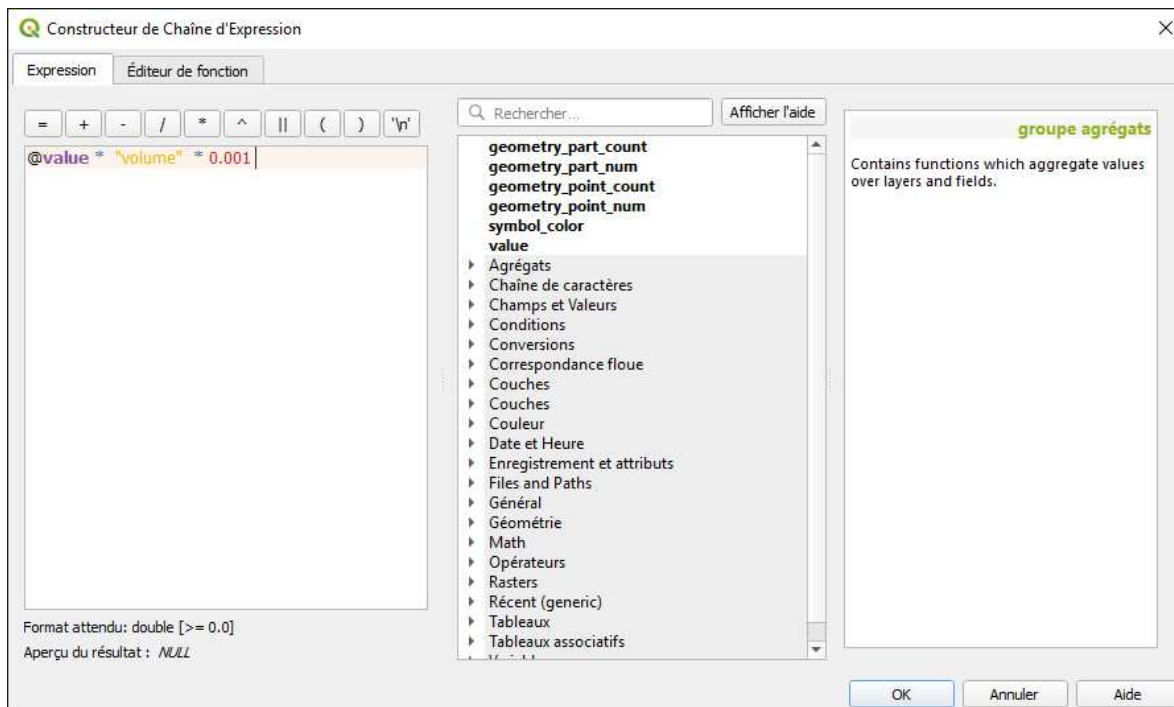 Constructeur de Chaîne d'Expression
Expression
Éditeur de fonction
= + - / * ^ || ( ) '\n'
@value * "volume" * 0.001
Format attendu: double [>= 0.0]
Aperçu du résultat : NULL
Rechercher...
Afficher l'aide
geometry_part_count
geometry_part_num
geometry_point_count
geometry_point_num
symbol_color
value
Agrégats
Chaîne de caractères
Champs et Valeurs
Conditions
Conversions
Correspondance floue
Couches
Couches
Couleur
Date et Heure
Enregistrement et attributs
Files and Paths
Général
Géométrie
Math
Opérateurs
Rasters
Récent (generic)
Tableaux
Tableaux associatifs
groupe agrégats
Contains functions which aggregate values
over layers and fields.
OK
Annuler
Aide